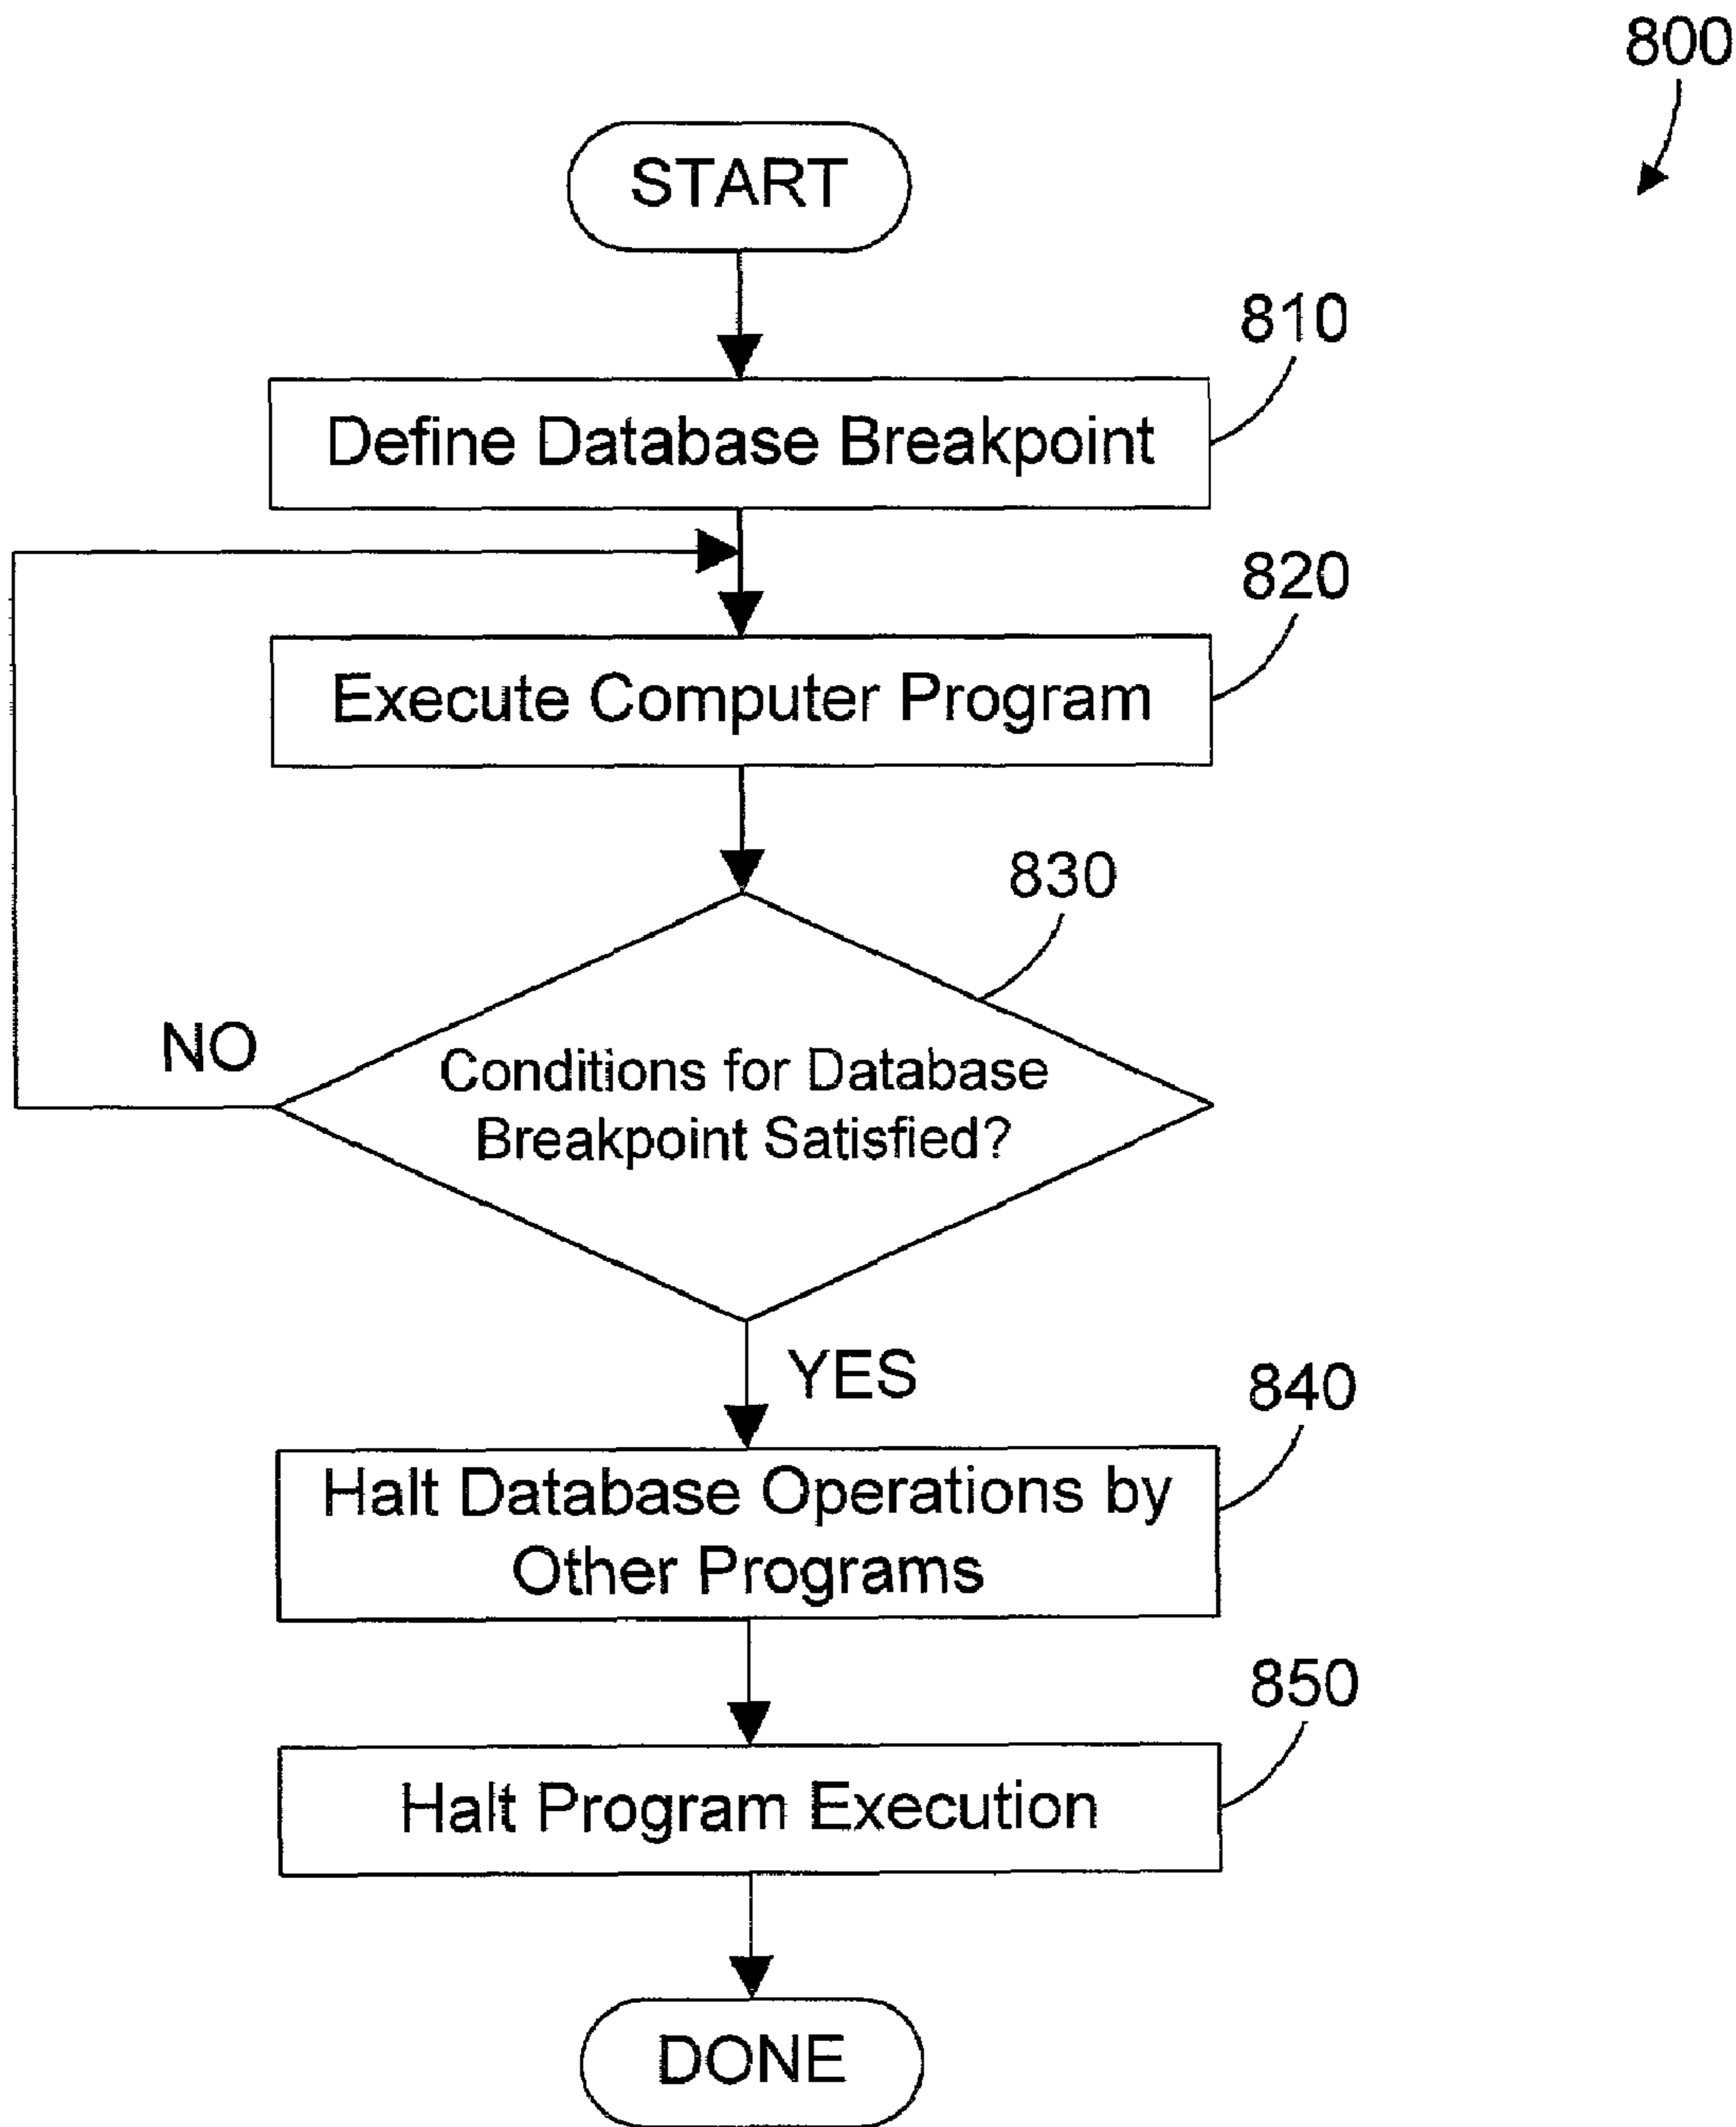 800
START
810
Define Database Breakpoint
820
Execute Computer Program
830
NO
Conditions for Database
Breakpoint Satisfied?
YES
840
Halt Database Operations by
Other Programs
850
Halt Program Execution
DONE